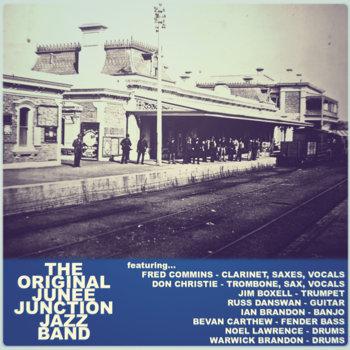 THE
ORIGINAL
JUNEE
JUNCTION
JAZZ
BAND
featuring...
FRED COMMINS - CLARINET, SAXES, VOCALS
DON CHRISTIE - TROMBONE, SAX, VOCALS
JIM BOXELL - TRUMPET
RUSS DANSWAN - GUITAR
IAN BRANDON - BANJO
BEVAN CARTHEW - FENDER BASS
NOEL LAWRENCE - DRUMS
WARWICK BRANDON - DRUMS